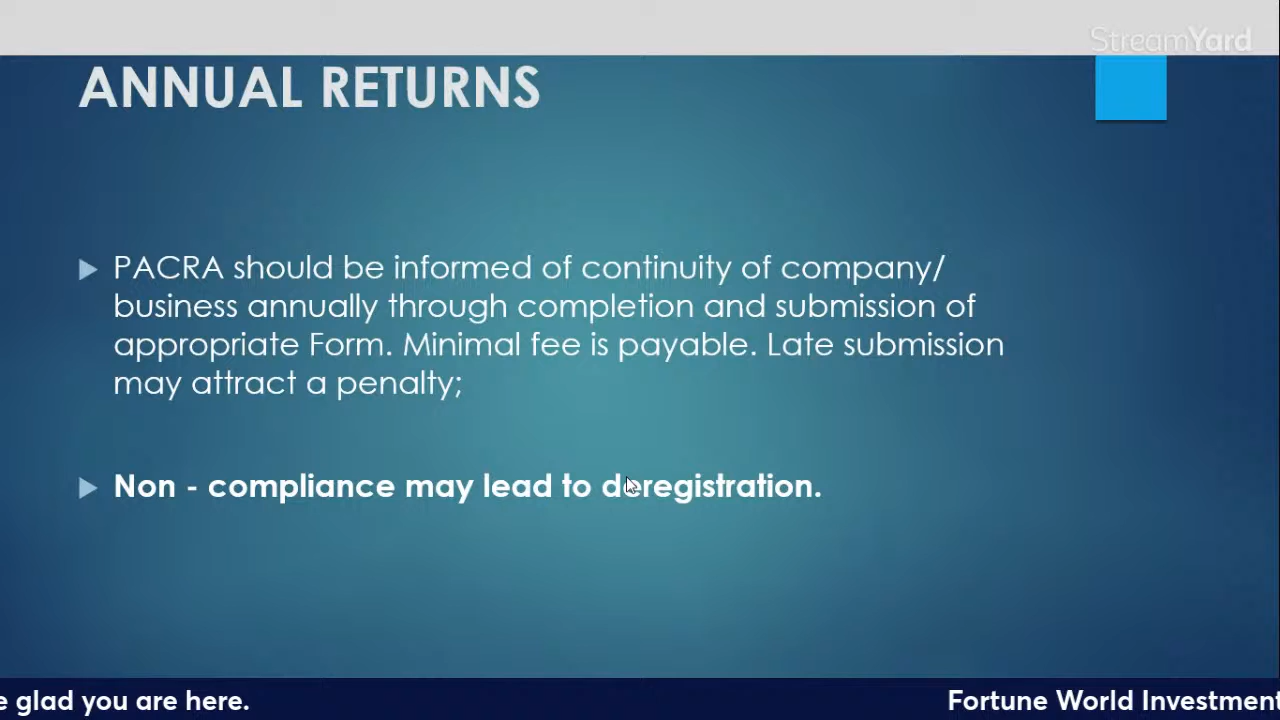 StreamYard
ANNUAL RETURNS
PACRA should be informed of continuity of company/
business annually through completion and submission of
appropriate Form. Minimal fee is payable. Late submission
may attract a penalty;
Non - compliance may lead to deregistration.
glad you are here.
Fortune World Investment